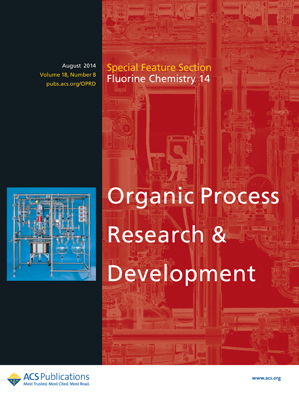 August 2014
Volume 18, Number 8
pubs.acs.org/OPRD
Special Feature Section
Fluorine Chemistry 14
Organic Process
Research &
Development
ACS Publications
Most Trusted. Most Cited. Most Read.
www.acs.org